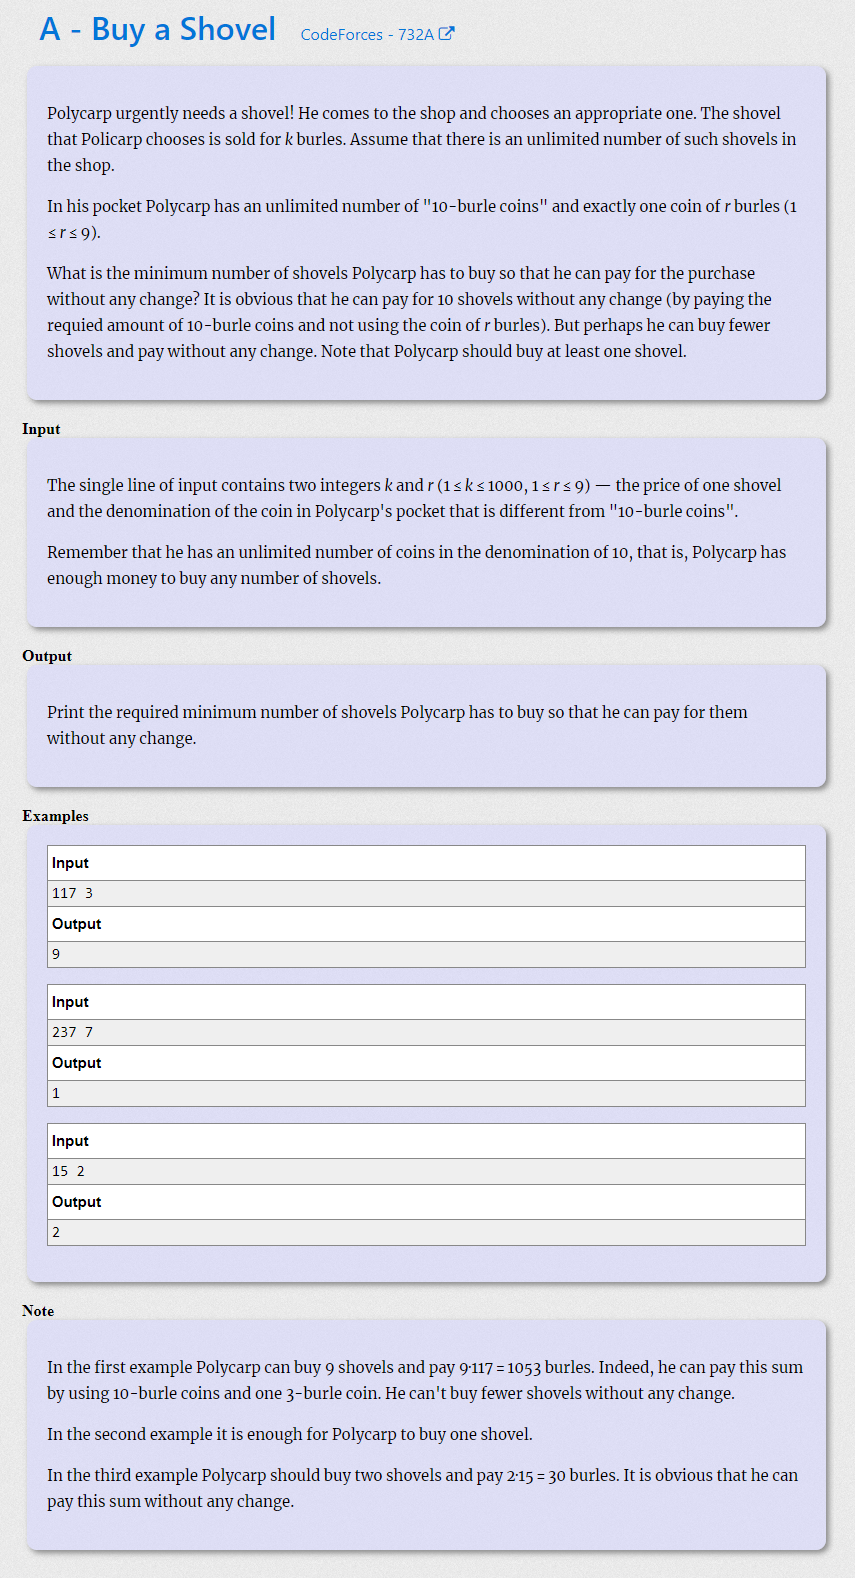 A - Buy a Shovel CodeForces - 732A
Polycarp urgently needs a shovel! He comes to the shop and chooses an appropriate one. The shovel
that Policarp chooses is sold for k burles. Assume that there is an unlimited number of such shovels in
the shop.
In his pocket Polycarp has an unlimited number of "10-burle coins" and exactly one coin of r burles (1
≤ r ≤ 9).
What is the minimum number of shovels Polycarp has to buy so that he can pay for the purchase
without any change? It is obvious that he can pay for 10 shovels without any change (by paying the
requied amount of 10-burle coins and not using the coin of r burles). But perhaps he can buy fewer
shovels and pay without any change. Note that Polycarp should buy at least one shovel.
Input
The single line of input contains two integers k and r (1 ≤ k ≤ 1000, 1 ≤ r ≤ 9) — the price of one shovel
and the denomination of the coin in Polycarp's pocket that is different from "10-burle coins".
Remember that he has an unlimited number of coins in the denomination of 10, that is, Polycarp has
enough money to buy any number of shovels.
Output
Print the required minimum number of shovels Polycarp has to buy so that he can pay for them
without any change.
Examples
Input
117 3
Output
9
Input
237 7
Output
1
Input
15 2
Output
2
Note
In the first example Polycarp can buy 9 shovels and pay 9·117 = 1053 burles. Indeed, he can pay this sum
by using 10-burle coins and one 3-burle coin. He can't buy fewer shovels without any change.
In the second example it is enough for Polycarp to buy one shovel.
In the third example Polycarp should buy two shovels and pay 2·15 = 30 burles. It is obvious that he can
pay this sum without any change.